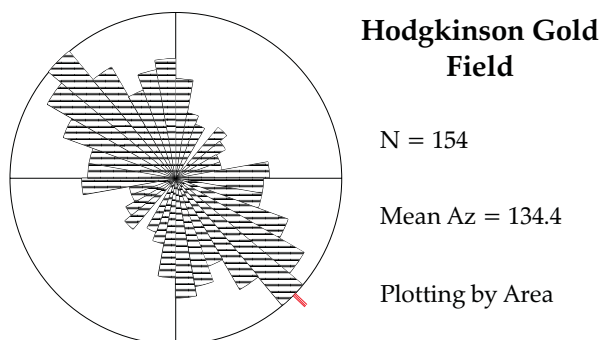 Hodgkinson Gold
Field
N = 154
Mean Az = 134.4
Plotting by Area